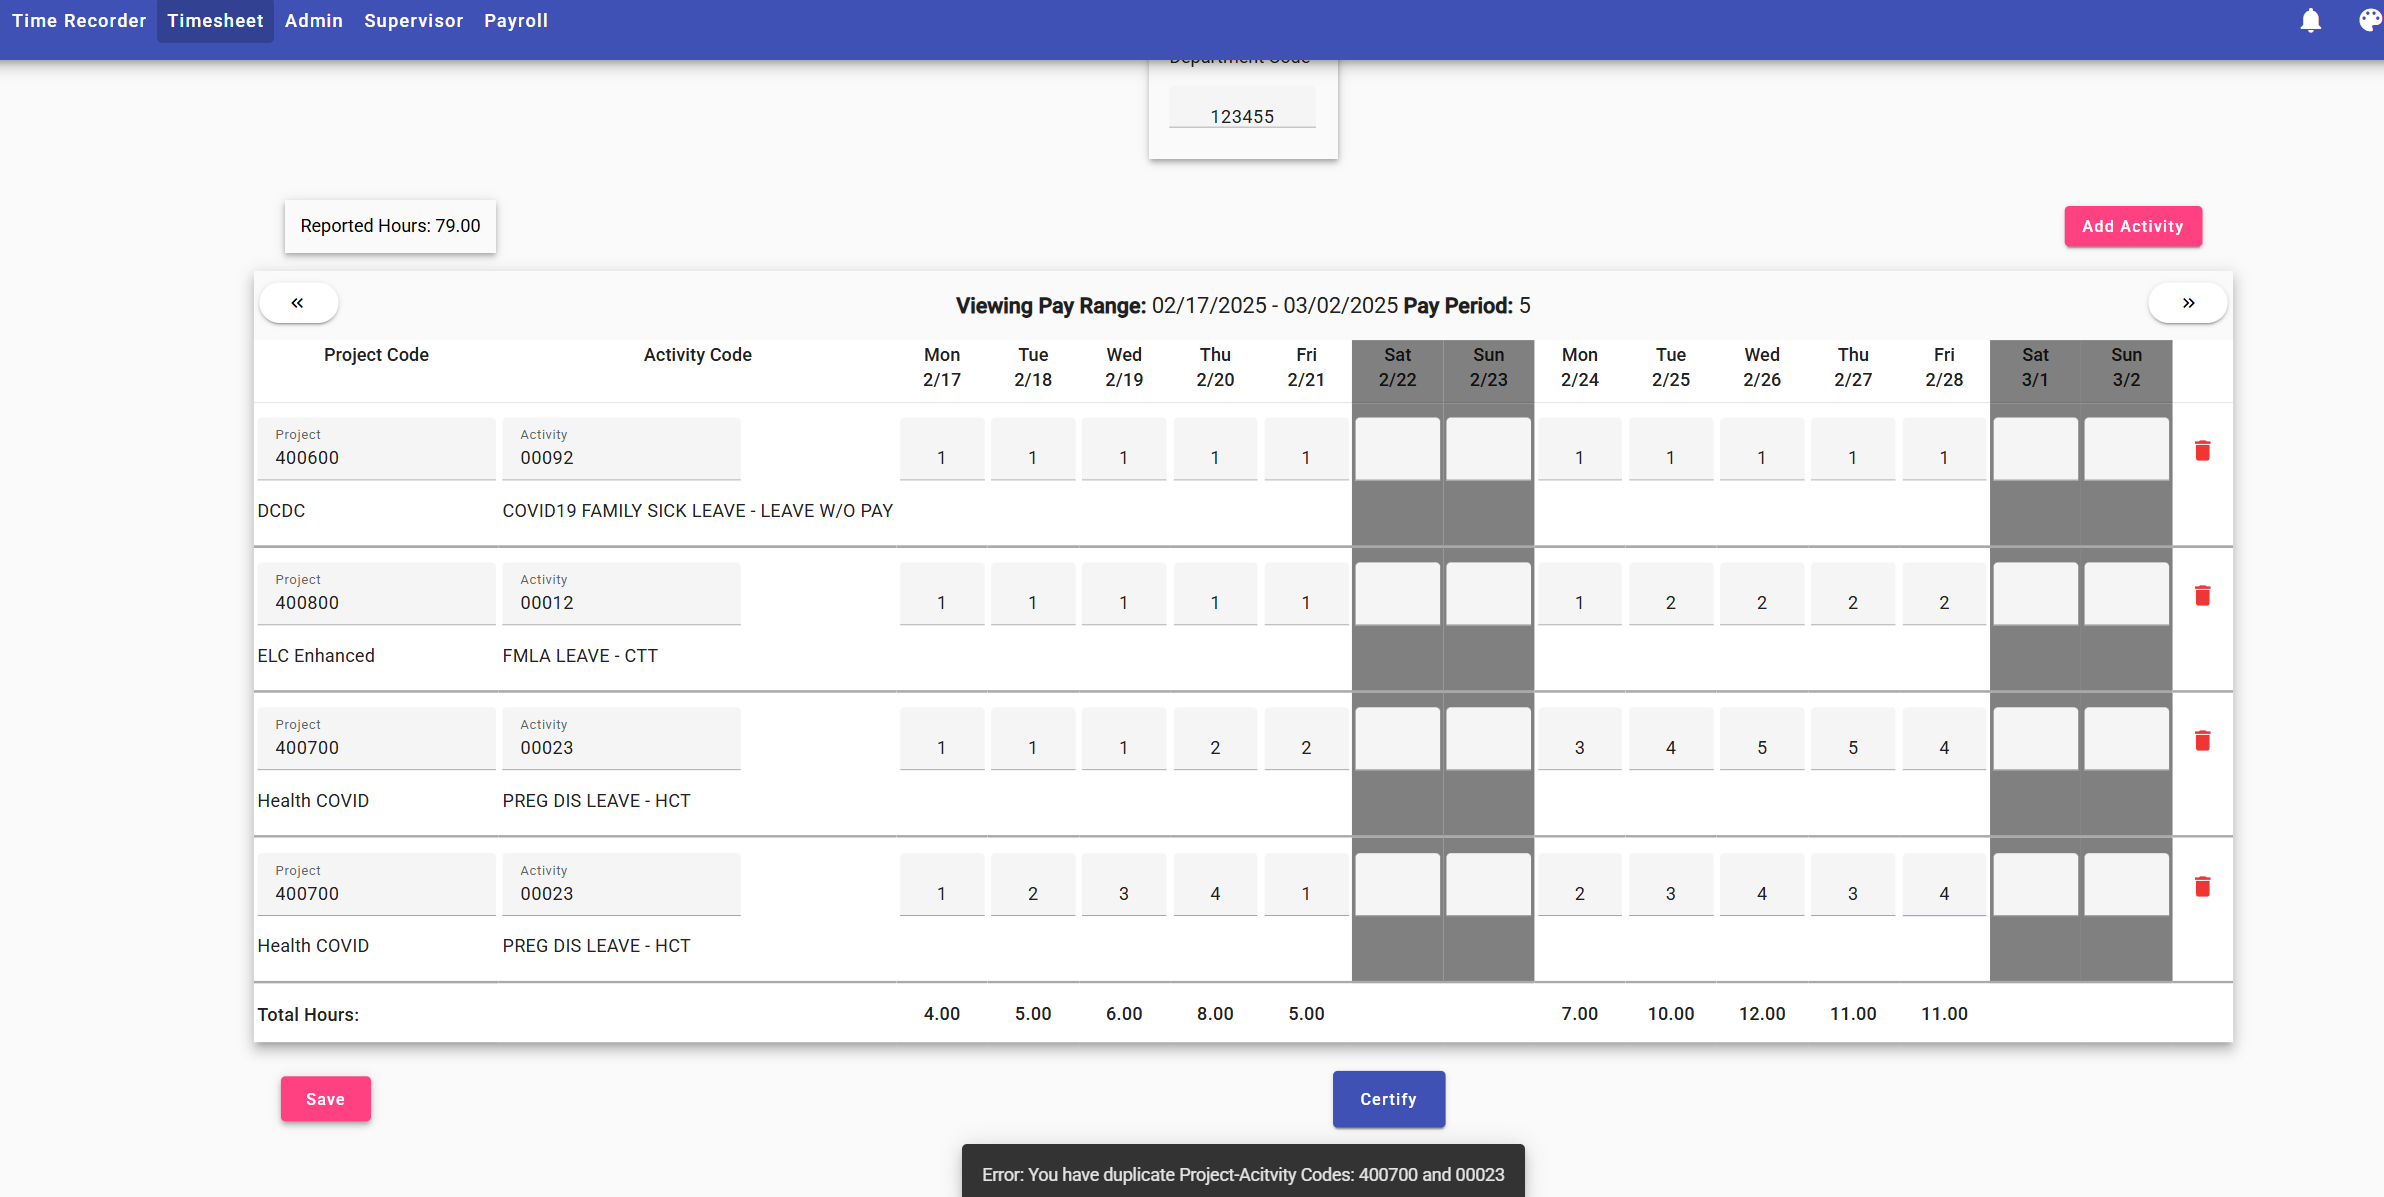 Time Recorder Timesheet Admin Supervisor Payroll
Department Code
123455
Reported Hours: 79.00
Add Activity
« Viewing Pay Range: 02/17/2025 - 03/02/2025 Pay Period: 5 »
Project Code Activity Code Mon Tue Wed Thu Fri Sat Sun Mon Tue Wed Thu Fri Sat Sun
2/17 2/18 2/19 2/20 2/21 2/22 2/23 2/24 2/25 2/26 2/27 2/28 3/1 3/2
Project Activity
400600 00092 1 1 1 1 1 1 1 1 1 1
DCDC COVID19 FAMILY SICK LEAVE - LEAVE W/O PAY
Project Activity
400800 00012 1 1 1 1 1 1 2 2 2 2
ELC Enhanced FMLA LEAVE - CTT
Project Activity
400700 00023 1 1 1 2 2 3 4 5 5 4
Health COVID PREG DIS LEAVE - HCT
Project Activity
400700 00023 1 2 3 4 1 2 3 4 3 4
Health COVID PREG DIS LEAVE - HCT
Total Hours: 4.00 5.00 6.00 8.00 5.00 7.00 10.00 12.00 11.00 11.00
Save Certify
Error: You have duplicate Project-Acitvity Codes: 400700 and 00023